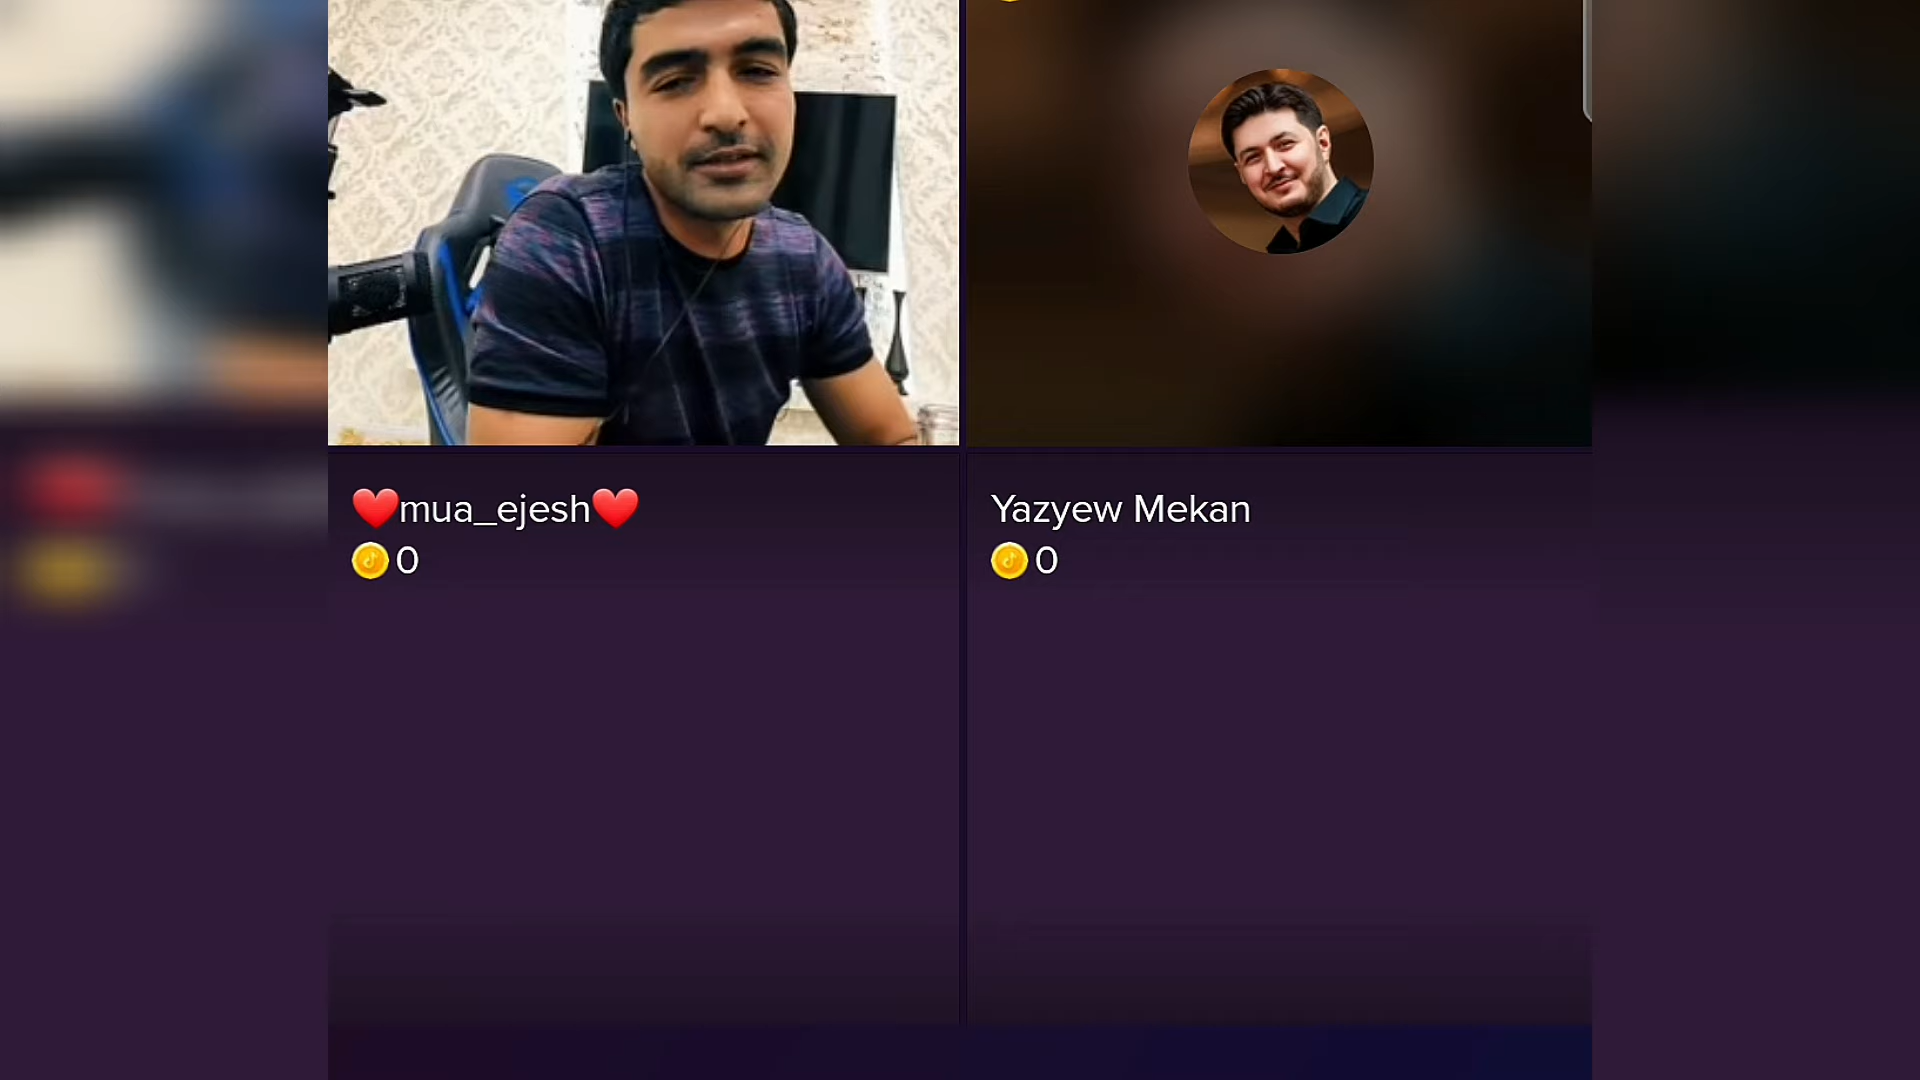 ❤️mua_ejesh❤️
0
Yazyew Mekan
0